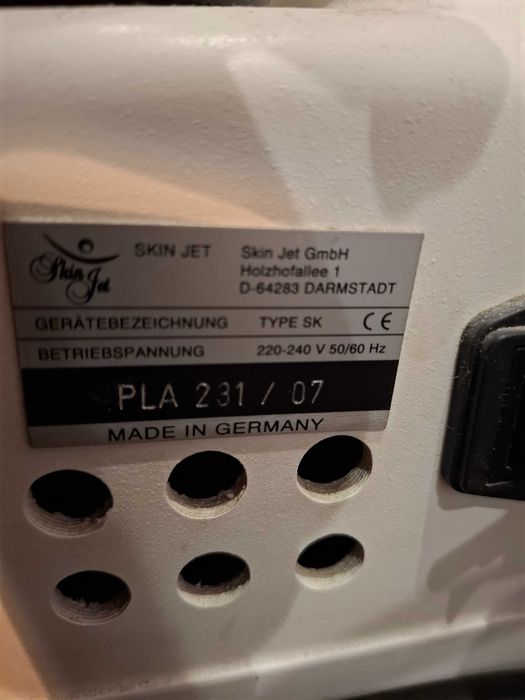 Skin Jet
SKIN JET
Skin Jet GmbH
Holzhofallee 1
D-64283 DARMSTADT
GERÄTEBEZEICHNUNG TYPE SK CE
BETRIEBSPANNUNG 220-240 V 50/60 Hz
PLA 231 / 07
MADE IN GERMANY